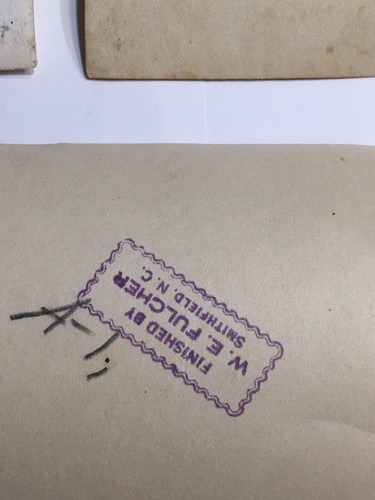 FINISHED BY
W. E. FULCHER
SMITHFIELD, N. C.